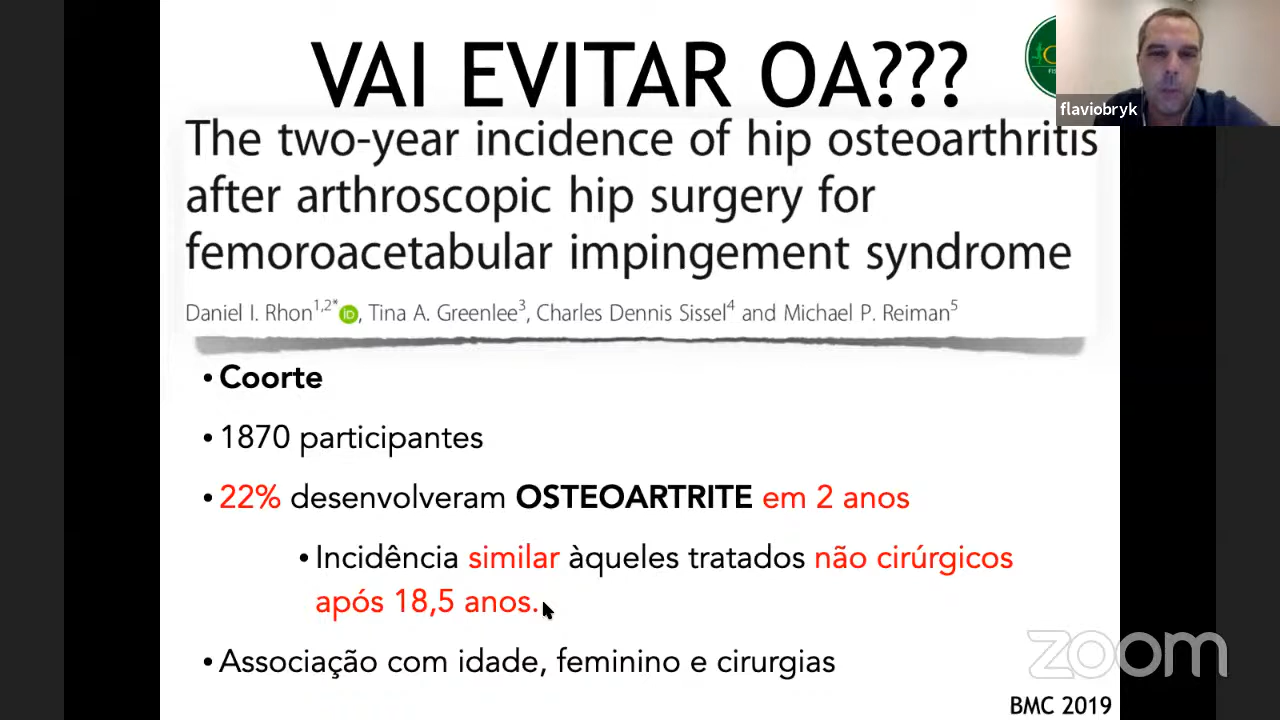 VAI EVITAR OA???
flaviobryk
The two-year incidence of hip osteoarthritis
after arthroscopic hip surgery for
femoroacetabular impingement syndrome
Daniel I. Rhon1,2* iD, Tina A. Greenlee3, Charles Dennis Sissel4 and Michael P. Reiman5
• Coorte
• 1870 participantes
• 22% desenvolveram OSTEOARTRITE em 2 anos
• Incidência similar àqueles tratados não cirúrgicos
após 18,5 anos.
• Associação com idade, feminino e cirurgias
zoom
BMC 2019